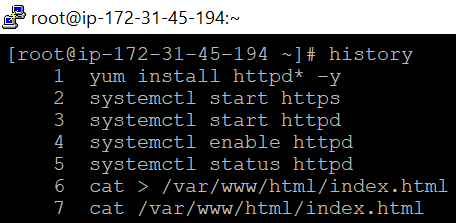 root@ip-172-31-45-194:~
[root@ip-172-31-45-194 ~]# history
1 yum install httpd* -y
2 systemctl start https
3 systemctl start httpd
4 systemctl enable httpd
5 systemctl status httpd
6 cat > /var/www/html/index.html
7 cat /var/www/html/index.html